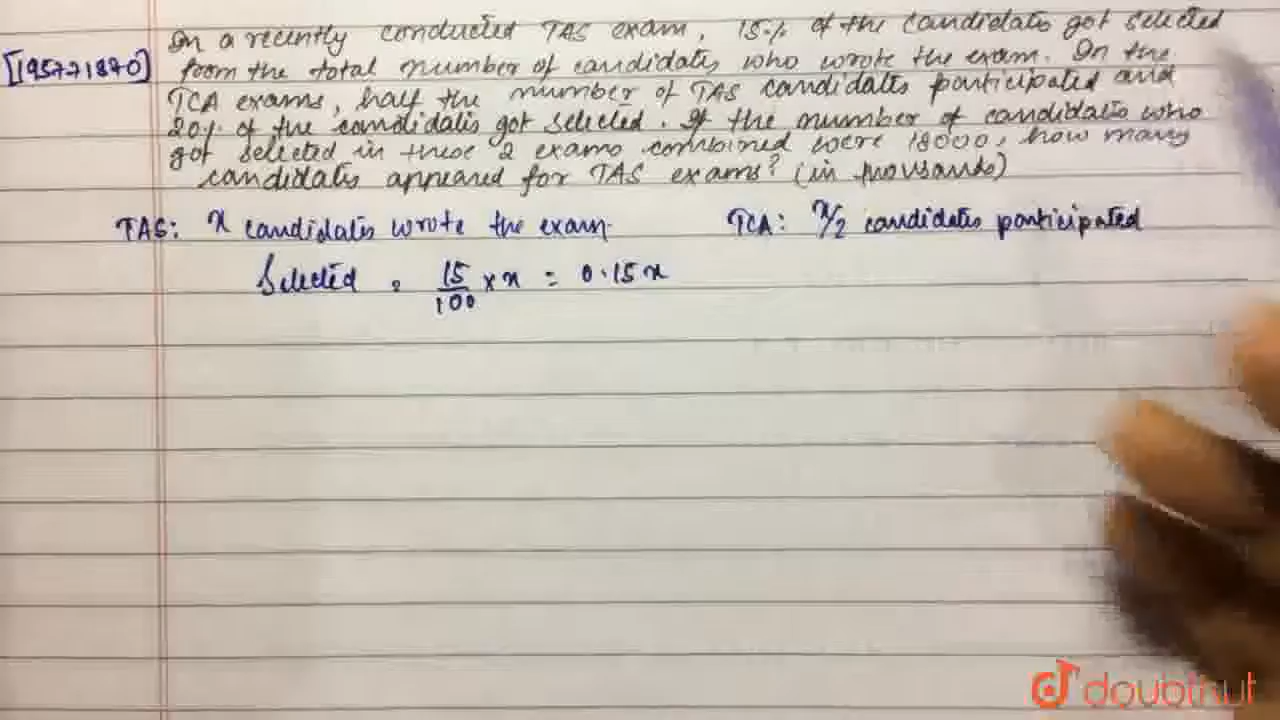 In a recently conducted TAS exam, 15% of the candidates got selected
[195771870] from the total number of candidates who wrote the exam. In the
TCA exams, half the number of TAS candidates participated and
20% of the candidates got selected. If the number of candidates who
got selected in these 2 exams combined were 18000, how many
candidates appeared for TAS exams? (in thousands)
TAS: x candidates wrote the exam. TCA: x/2 candidates participated
Selected = 15/100 × x = 0.15x
doubtnut